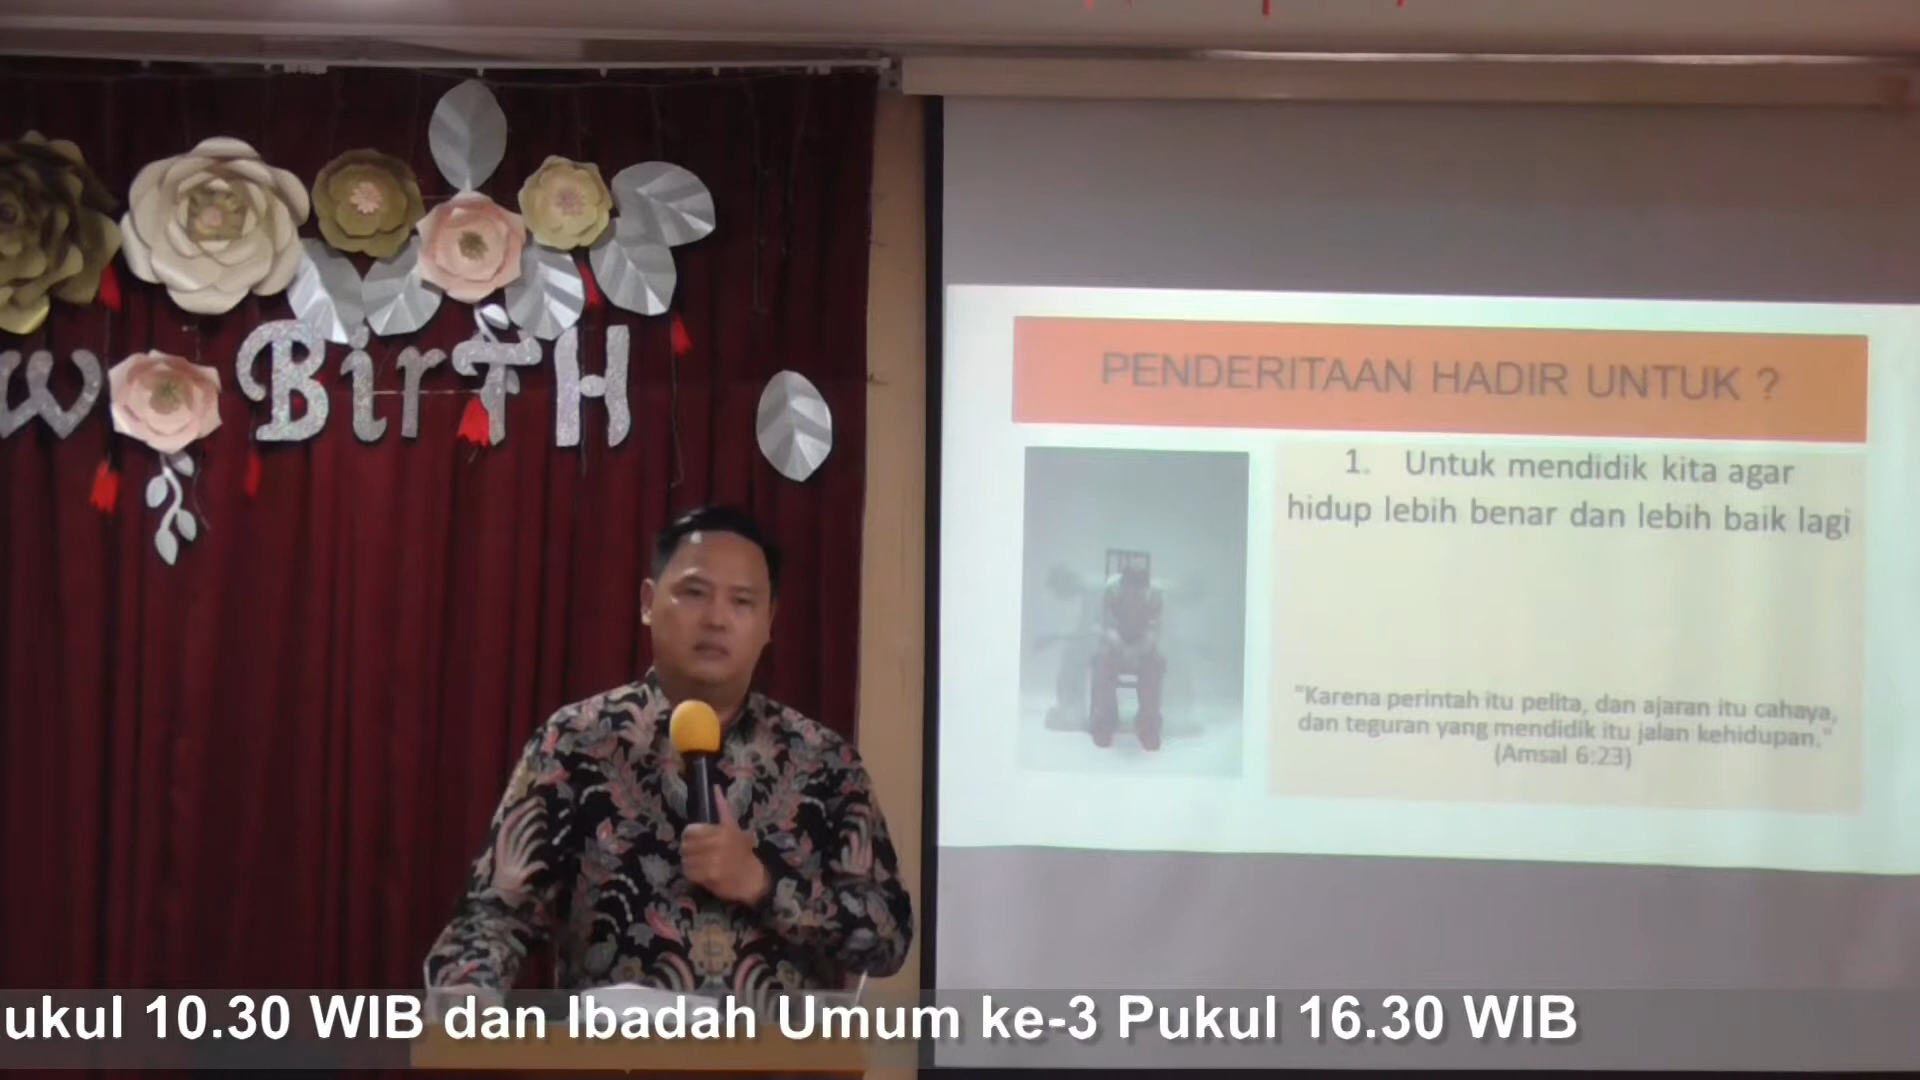 w BirTH
PENDERITAAN HADIR UNTUK ?
1. Untuk mendidik kita agar
hidup lebih benar dan lebih baik lagi
"Karena perintah itu pelita, dan ajaran itu cahaya,
dan teguran yang mendidik itu jalan kehidupan."
(Amsal 6:23)
ukul 10.30 WIB dan Ibadah Umum ke-3 Pukul 16.30 WIB